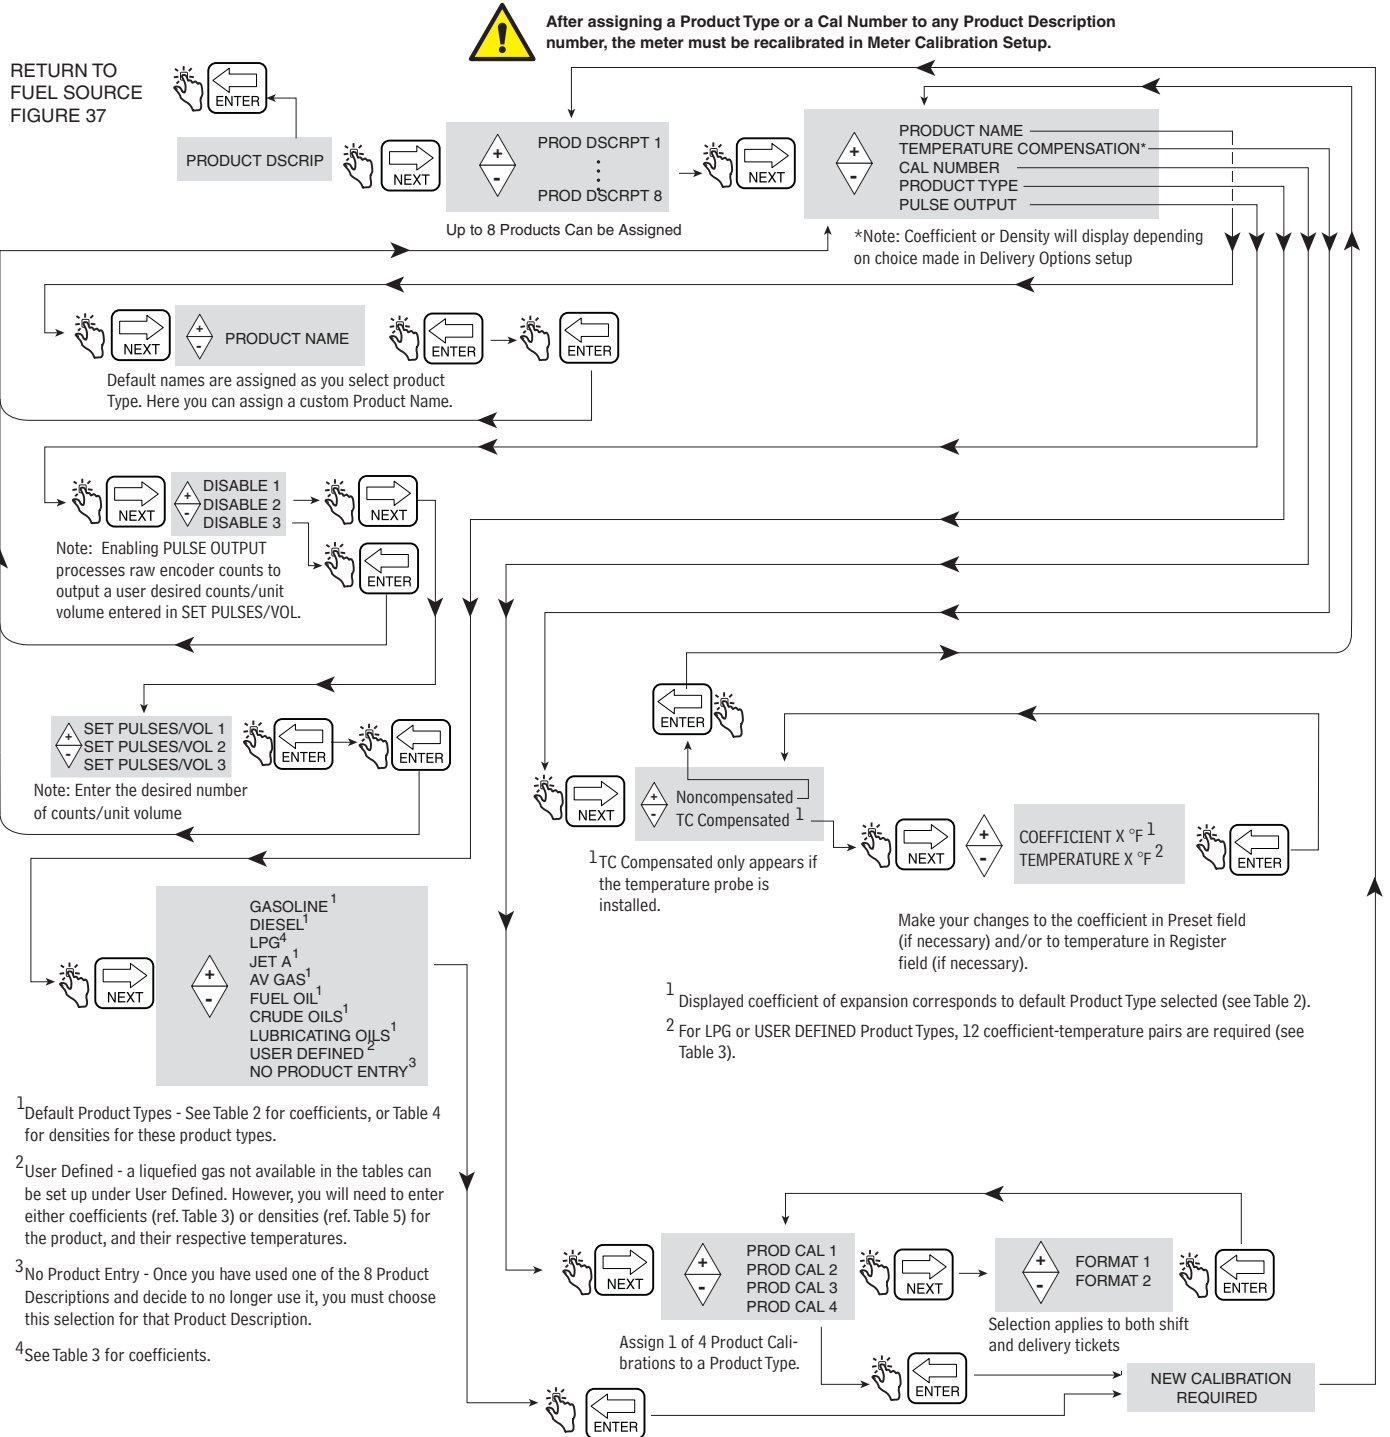 After assigning a Product Type or a Cal Number to any Product Description
number, the meter must be recalibrated in Meter Calibration Setup.
RETURN TO
FUEL SOURCE
FIGURE 37
ENTER
PRODUCT DSCRIP
NEXT
+
-
PROD DSCRPT 1
PROD DSCRPT 8
NEXT
+
-
PRODUCT NAME
TEMPERATURE COMPENSATION*
CAL NUMBER
PRODUCT TYPE
PULSE OUTPUT
Up to 8 Products Can be Assigned
*Note: Coefficient or Density will display depending
on choice made in Delivery Options setup
NEXT
+
-
PRODUCT NAME
ENTER
ENTER
Default names are assigned as you select product
Type. Here you can assign a custom Product Name.
NEXT
+
-
DISABLE 1
DISABLE 2
DISABLE 3
NEXT
ENTER
Note: Enabling PULSE OUTPUT
processes raw encoder counts to
output a user desired counts/unit
volume entered in SET PULSES/VOL.
+
-
SET PULSES/VOL 1
SET PULSES/VOL 2
SET PULSES/VOL 3
ENTER
ENTER
Note: Enter the desired number
of counts/unit volume
ENTER
NEXT
+
-
Noncompensated
TC Compensated 1
NEXT
+
-
COEFFICIENT X °F 1
TEMPERATURE X °F 2
ENTER
1 TC Compensated only appears if
the temperature probe is
installed.
Make your changes to the coefficient in Preset field
(if necessary) and/or to temperature in Register
field (if necessary).
1 Displayed coefficient of expansion corresponds to default Product Type selected (see Table 2).
2 For LPG or USER DEFINED Product Types, 12 coefficient-temperature pairs are required (see
Table 3).
NEXT
+
-
GASOLINE1
DIESEL1
LPG4
JET A1
AV GAS1
FUEL OIL1
CRUDE OILS1
LUBRICATING OILS1
USER DEFINED2
NO PRODUCT ENTRY3
1 Default Product Types - See Table 2 for coefficients, or Table 4
for densities for these product types.
2 User Defined - a liquefied gas not available in the tables can
be set up under User Defined. However, you will need to enter
either coefficients (ref. Table 3) or densities (ref. Table 5) for
the product, and their respective temperatures.
3 No Product Entry - Once you have used one of the 8 Product
Descriptions and decide to no longer use it, you must choose
this selection for that Product Description.
4 See Table 3 for coefficients.
NEXT
+
-
PROD CAL 1
PROD CAL 2
PROD CAL 3
PROD CAL 4
NEXT
+
-
FORMAT 1
FORMAT 2
ENTER
Assign 1 of 4 Product Cali-
brations to a Product Type.
Selection applies to both shift
and delivery tickets
ENTER
NEW CALIBRATION
REQUIRED
ENTER